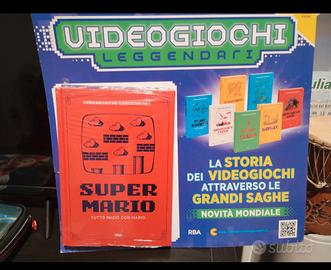 VIDEOGIOCHI
LEGGENDARI
VIDEOGIOCHI LEGGENDARI
SUPER
MARIO
TUTTO INIZIÒ CON MARIO
RBA
LA STORIA
DEI VIDEOGIOCHI
ATTRAVERSO LE
GRANDI SAGHE
NOVITÀ MONDIALE
RBA
subito